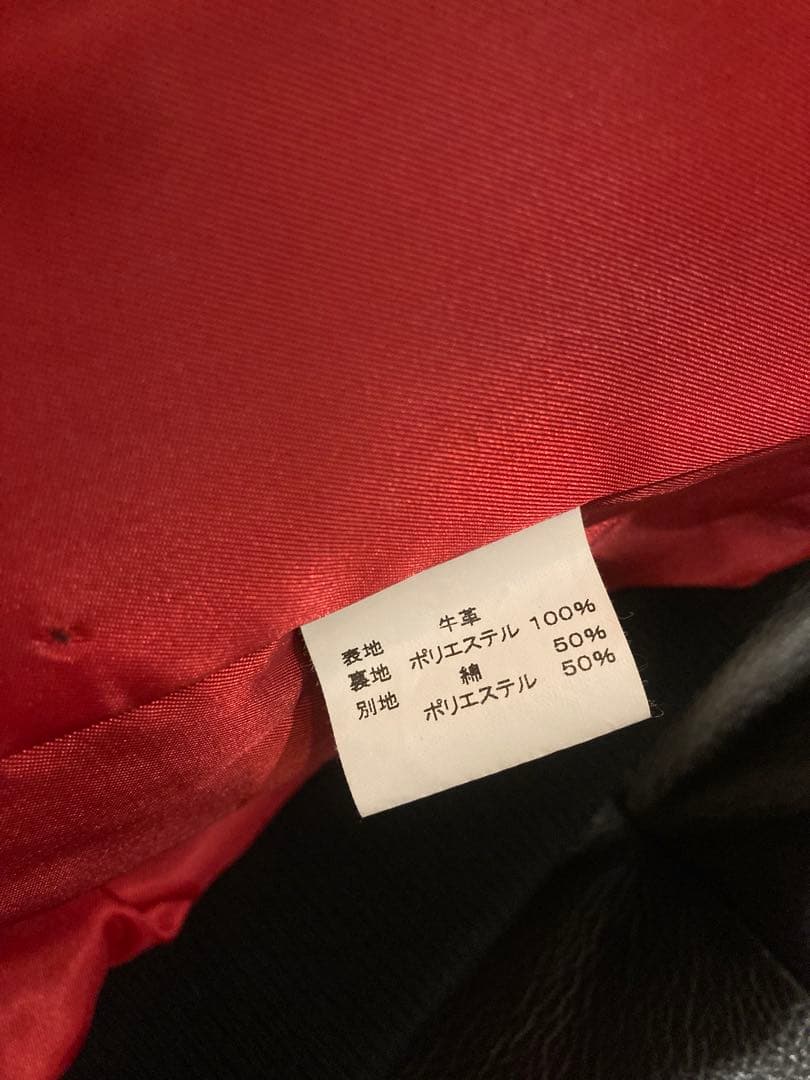 表地 牛革
裏地 ポリエステル 100%
別地 綿 50%
ポリエステル 50%